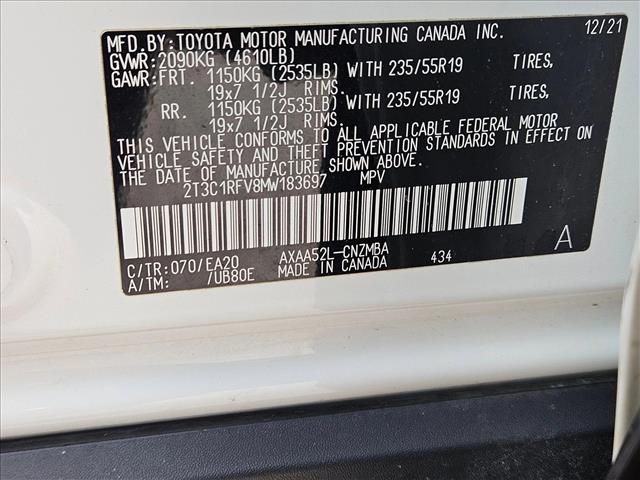 MFD.BY:TOYOTA MOTOR MANUFACTURING CANADA INC. 12/21
GVWR:2090KG (4610LB)
GAWR:FRT. 1150KG (2535LB) WITH 235/55R19 TIRES,
19x7 1/2J RIMS.
RR. 1150KG (2535LB) WITH 235/55R19 TIRES,
19x7 1/2J RIMS.
THIS VEHICLE CONFORMS TO ALL APPLICABLE FEDERAL MOTOR
VEHICLE SAFETY AND THEFT PREVENTION STANDARDS IN EFFECT ON
THE DATE OF MANUFACTURE SHOWN ABOVE.
2T3C1RFV8MW183697 MPV
A
C/TR:070/EA20 AXAA52L-CNZMBA 434
A/TM: /UB80E MADE IN CANADA